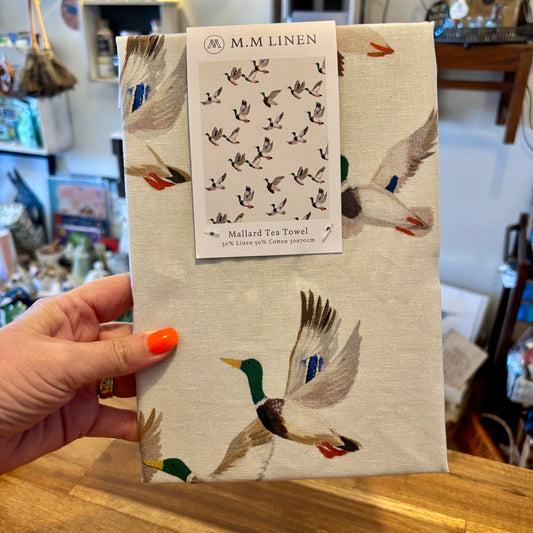 M.M LINEN
Mallard Tea Towel
50% Linen 50% Cotton 50x70cm